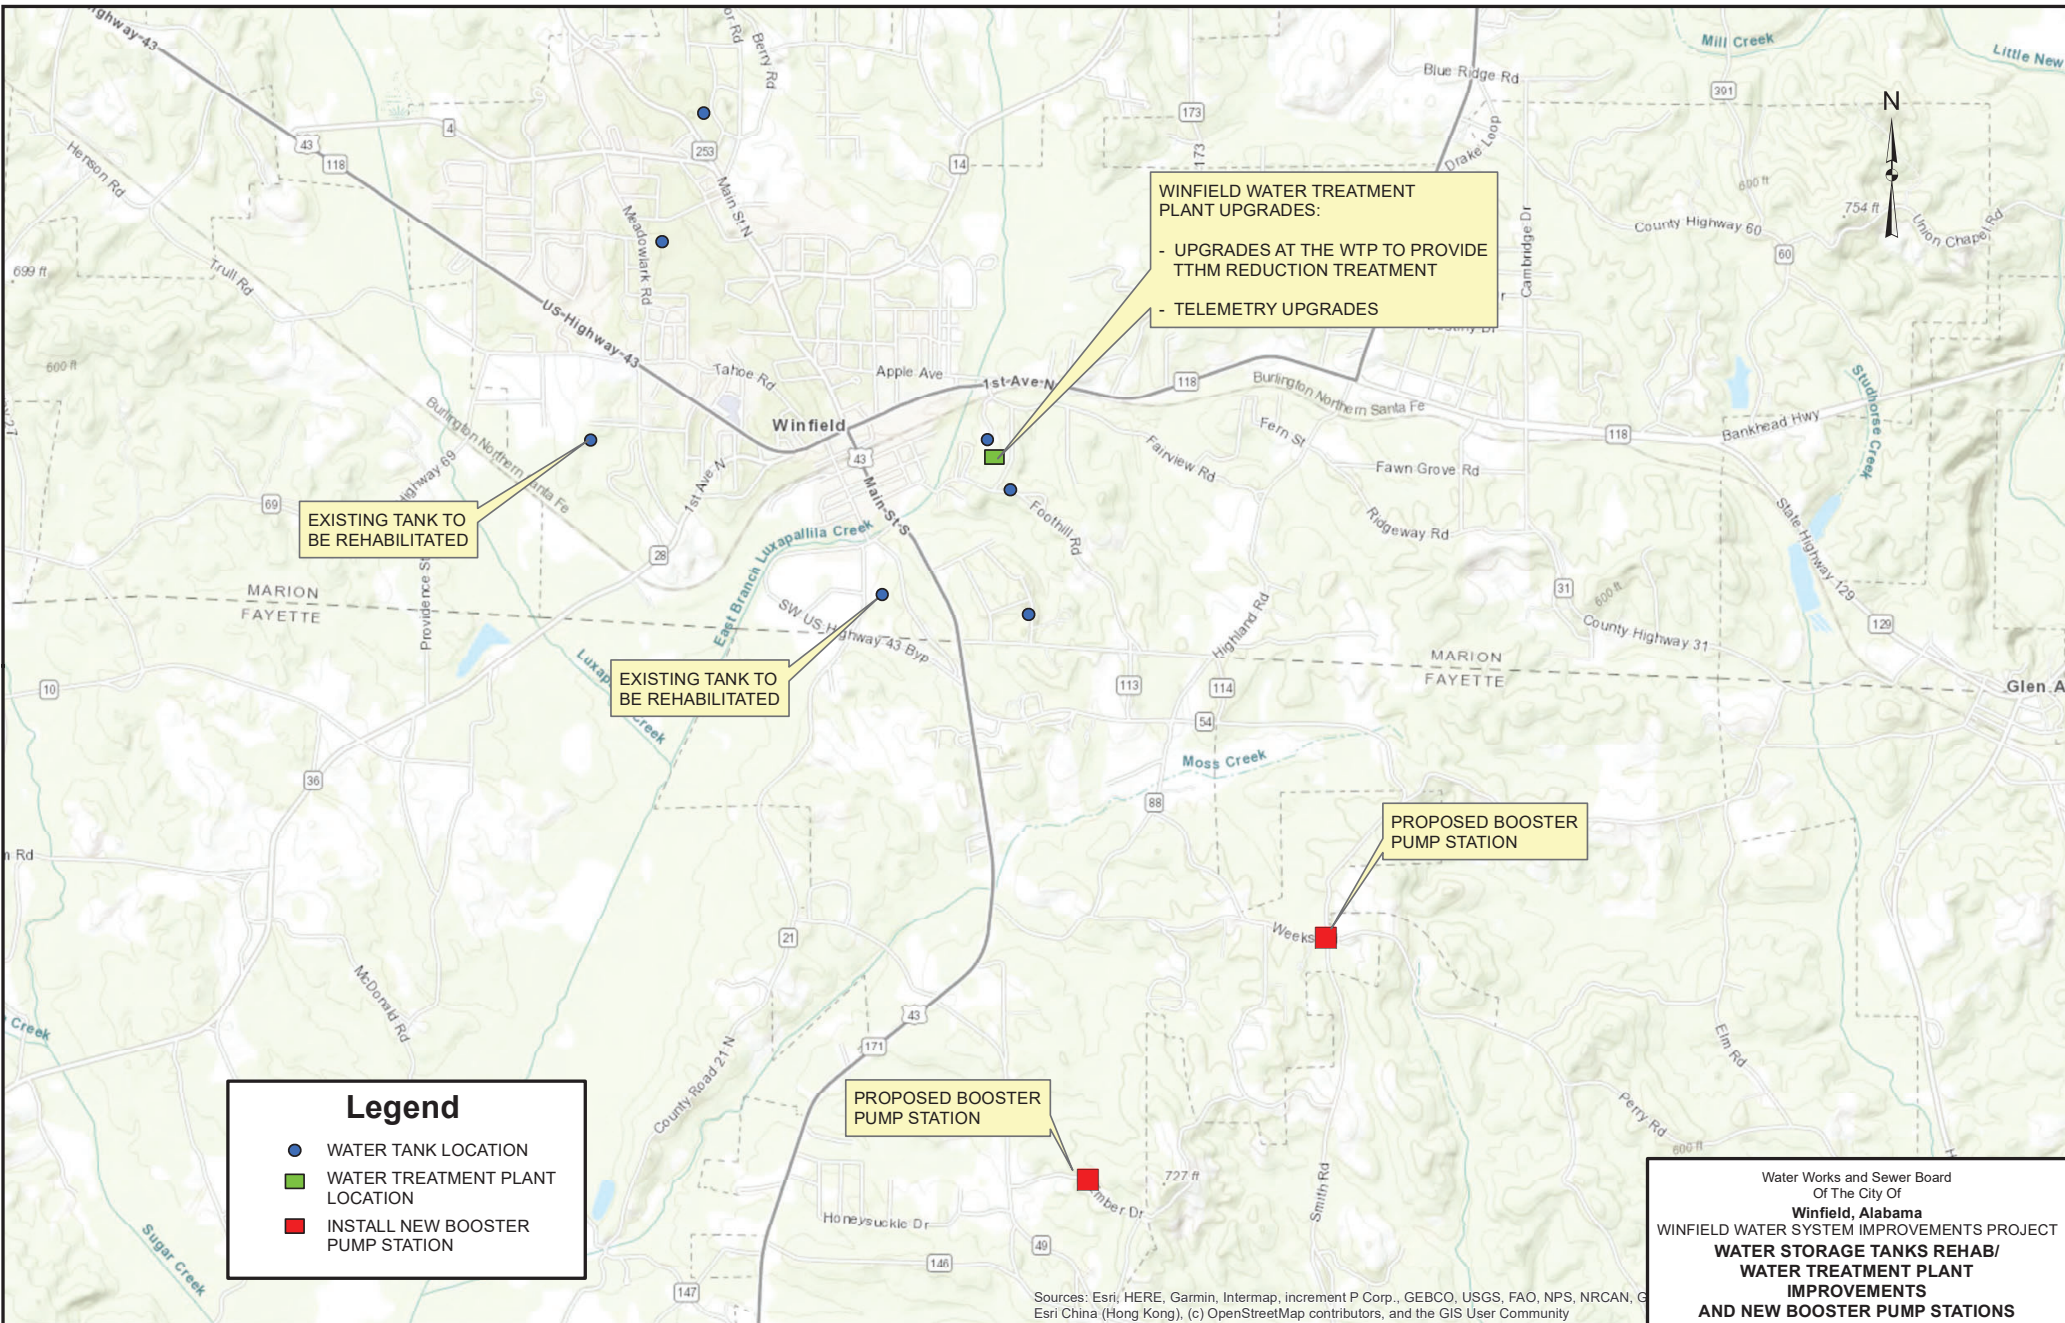 Highway 43
or Rd
Berry Rd
Mill Creek
Little New
Blue Ridge Rd
391
N
43
118
4
253
14
173
173
Drake Loop
Henson Rd
Main St N
Meadowlark Rd
600 ft
754 ft
County Highway 60
Union Chapel Rd
60
Cambridge Dr
WINFIELD WATER TREATMENT
PLANT UPGRADES:
- UPGRADES AT THE WTP TO PROVIDE
TTHM REDUCTION TREATMENT
- TELEMETRY UPGRADES
699 ft
Trull Rd
US Highway 43
600 ft
Tahoe Rd
Apple Ave
1st Ave N
118
Burlington Northern Santa Fe
Studhorse Creek
Burlington Northern Santa Fe
Winfield
43
Fern St
Fairview Rd
118
Bankhead Hwy
Fawn Grove Rd
Highway 69
69
1st Ave N
Main St S
Foothill Rd
Ridgeway Rd
State Highway 129
EXISTING TANK TO
BE REHABILITATED
28
East Branch Luxapallila Creek
MARION
FAYETTE
Providence St
SW US Highway 43 Byp
Highland Rd
31
600 ft
County Highway 31
129
MARION
FAYETTE
EXISTING TANK TO
BE REHABILITATED
10
113
114
Glen A
54
Moss Creek
36
88
PROPOSED BOOSTER
PUMP STATION
Rd
Weeks
21
McDonald Rd
Creek
43
171
County Road 21 N
Elm Rd
Perry Rd
600 ft
PROPOSED BOOSTER
PUMP STATION
727 ft
mber Dr
Smith Rd
Honeysuckle Dr
49
146
147
Sugar Creek
Legend
WATER TANK LOCATION
WATER TREATMENT PLANT
LOCATION
INSTALL NEW BOOSTER
PUMP STATION
Water Works and Sewer Board
Of The City Of
Winfield, Alabama
WINFIELD WATER SYSTEM IMPROVEMENTS PROJECT
WATER STORAGE TANKS REHAB/
WATER TREATMENT PLANT
IMPROVEMENTS
AND NEW BOOSTER PUMP STATIONS
Sources: Esri, HERE, Garmin, Intermap, increment P Corp., GEBCO, USGS, FAO, NPS, NRCAN, G
Esri China (Hong Kong), (c) OpenStreetMap contributors, and the GIS User Community